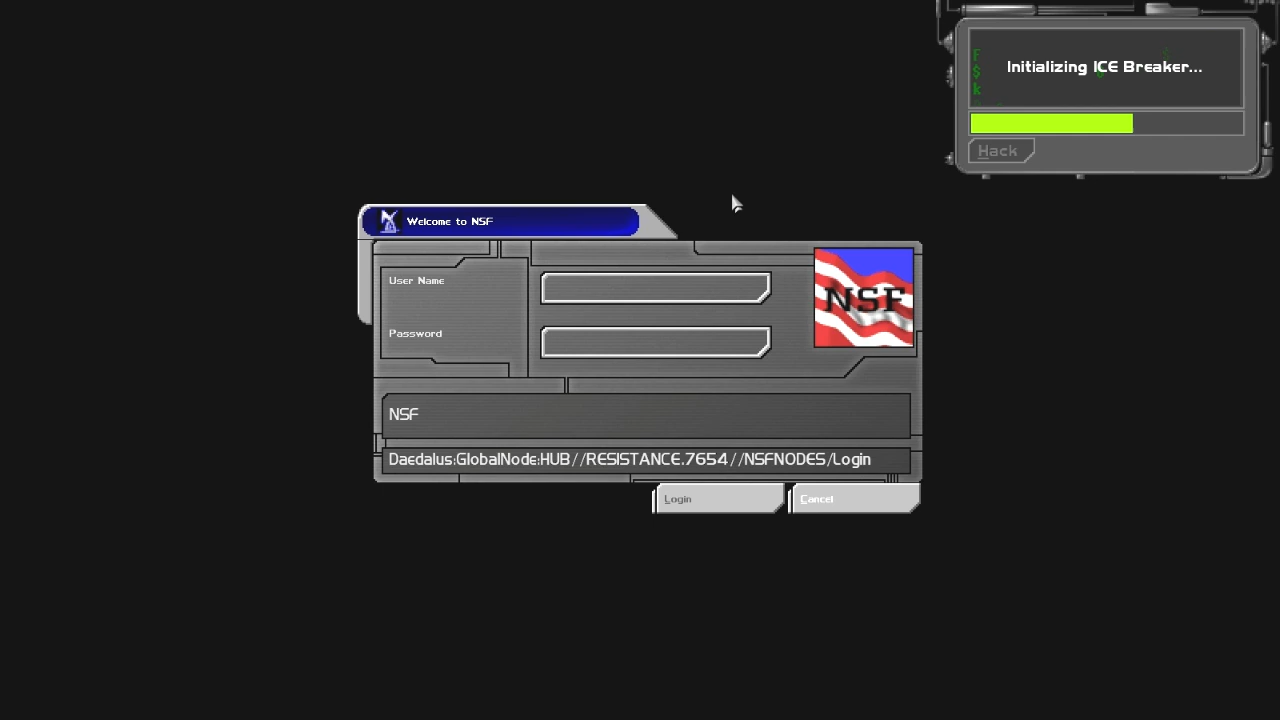 F
$
k
Initializing ICE Breaker...
Hack
Welcome to NSF
User Name
NSF
Password
NSF
Daedalus:GlobalNode:HUB//RESISTANCE.7654//NSFNODES/Login
Login
Cancel